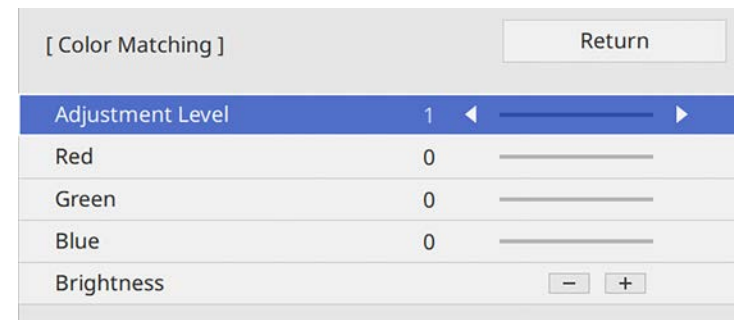 [ Color Matching ] Return
Adjustment Level 1
Red 0
Green 0
Blue 0
Brightness − +